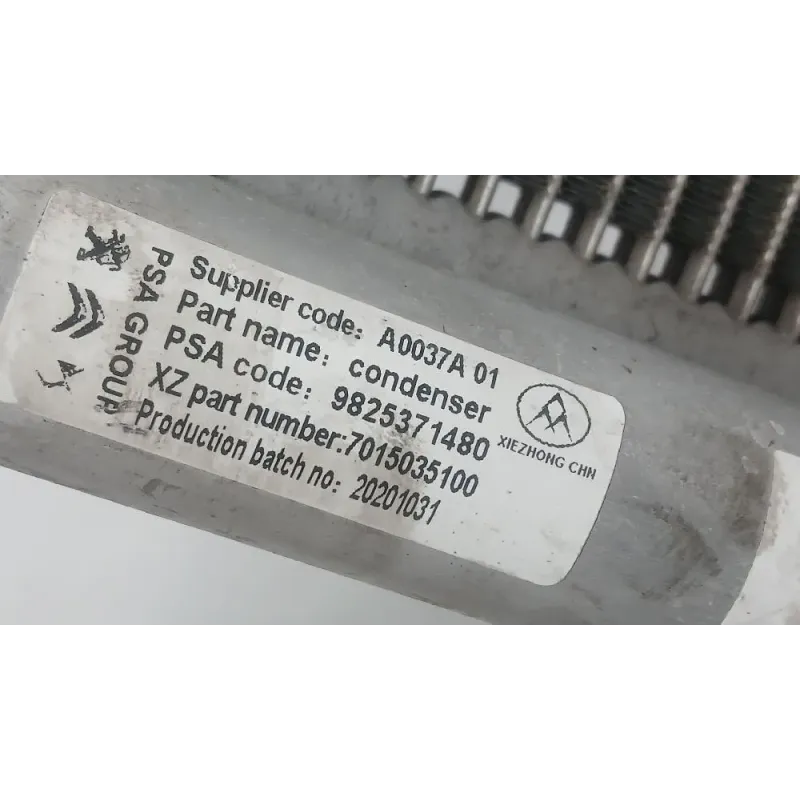 PSA GROUP
Supplier code: A0037A 01
Part name: condenser
PSA code: 9825371480
XZ part number:7015035100
Production batch no: 20201031
XIEZHONG CHN